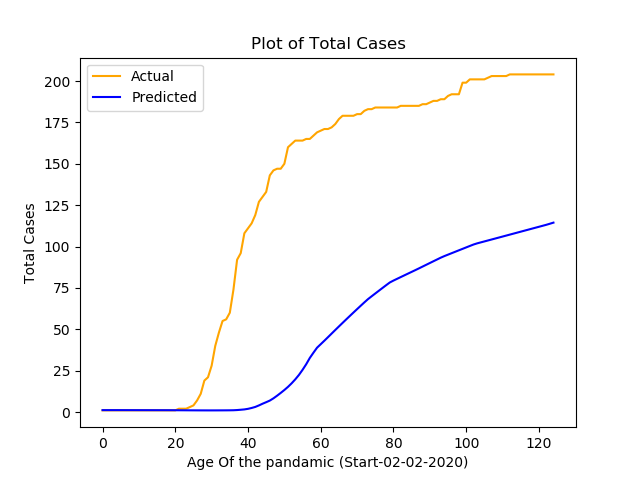 Plot of Total Cases
Actual
Predicted
200
175
150
125
100
75
50
25
0
Total Cases
0 20 40 60 80 100 120
Age Of the pandamic (Start-02-02-2020)